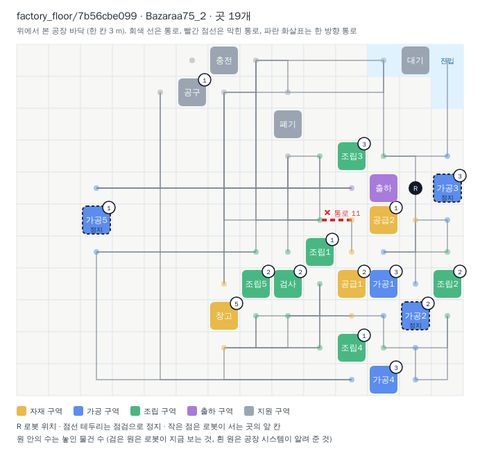 factory_floor/7b56cbe099 · Bazaraa75_2 · 곳 19개
위에서 본 공장 바닥 (한 칸 3 m). 회색 선은 통로, 빨간 점선은 막힌 통로, 파란 화살표는 한 방향 통로
충전
대기
진입
공구
1
폐기
조립3
3
출하
R
가공3
정지
3
가공5
정지
공급2
1
✕ 통로 11
조립1
1
조립5
2
검사
2
공급1
2
가공1
3
조립2
2
창고
5
가공2
정지
2
조립4
1
가공4
3
자재 구역
가공 구역
조립 구역
출하 구역
지원 구역
R 로봇 위치 · 점선 테두리는 점검으로 정지 · 작은 점은 로봇이 서는 곳의 앞 칸
원 안의 수는 놓인 물건 수 (검은 원은 로봇이 지금 보는 것, 흰 원은 공장 시스템이 알려 준 것)